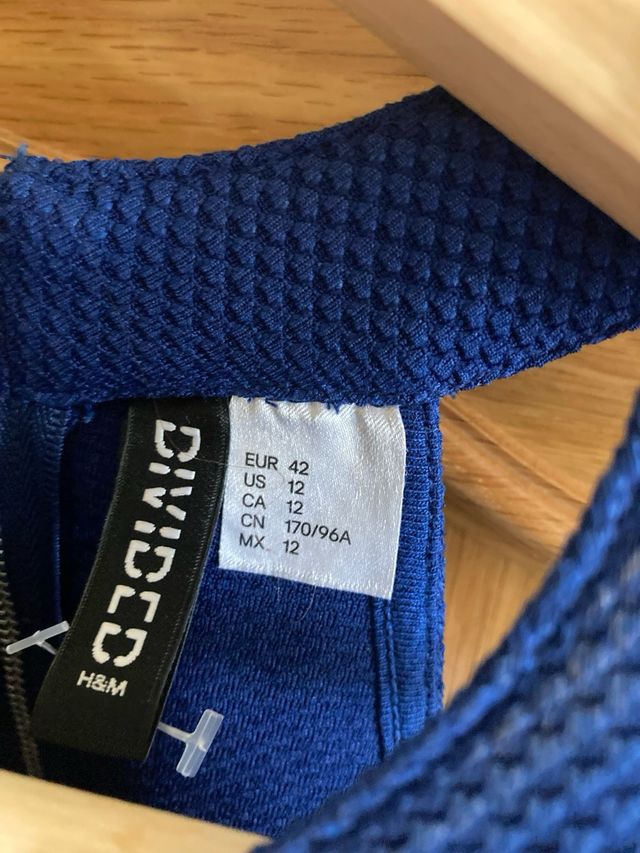 DIVIDED
H&M
EUR 42
US 12
CA 12
CN 170/96A
MX 12